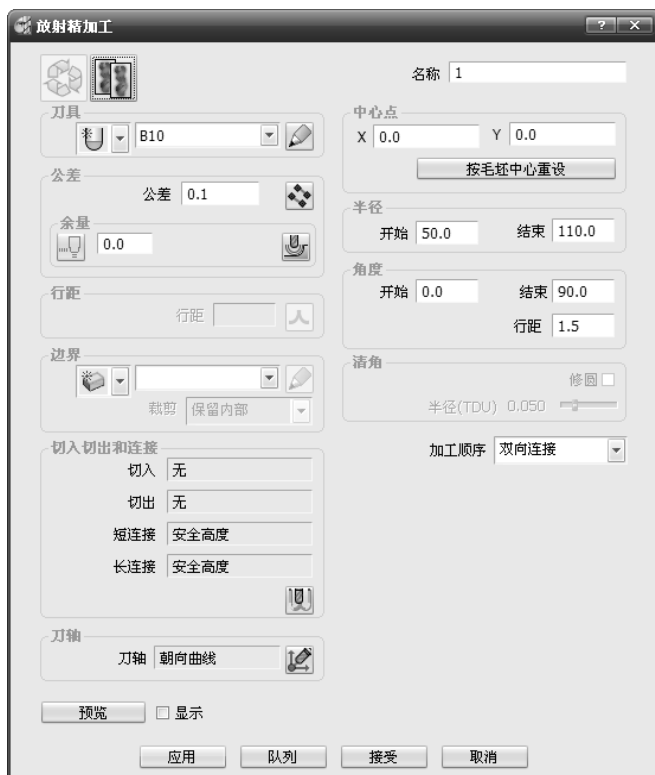 放射精加工
名称 1
刀具
B10
公差
公差 0.1
余量
0.0
行距
行距
边界
裁剪 保留内部
切入切出和连接
切入 无
切出 无
短连接 安全高度
长连接 安全高度
刀轴
刀轴 朝向曲线
中心点
X 0.0 Y 0.0
按毛坯中心重设
半径
开始 50.0 结束 110.0
角度
开始 0.0 结束 90.0
行距 1.5
清角
修圆
半径(TDU) 0.050
加工顺序 双向连接
预览 显示
应用 队列 接受 取消